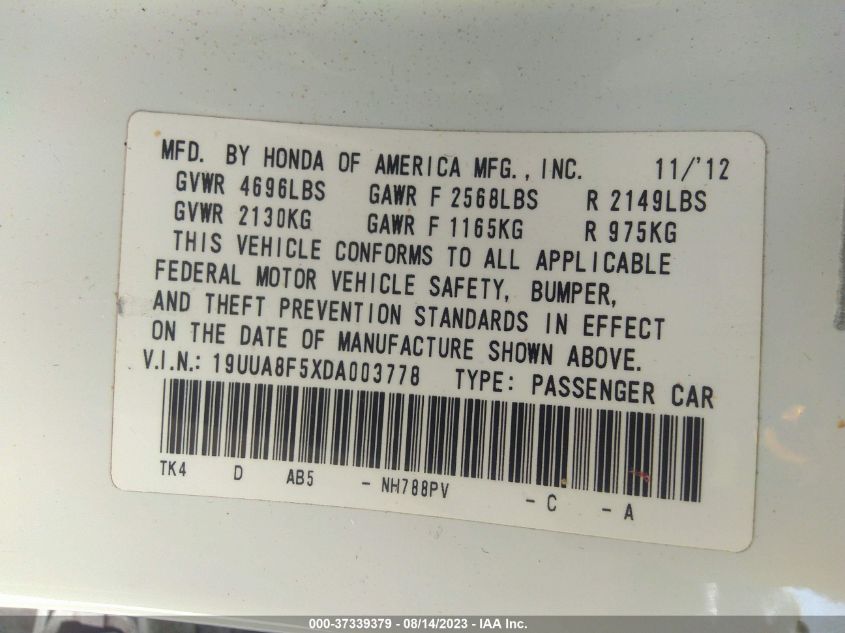 MFD. BY HONDA OF AMERICA MFG., INC. 11/'12
GVWR 4696LBS GAWR F 2568LBS R 2149LBS
GVWR 2130KG GAWR F 1165KG R 975KG
THIS VEHICLE CONFORMS TO ALL APPLICABLE
FEDERAL MOTOR VEHICLE SAFETY, BUMPER,
AND THEFT PREVENTION STANDARDS IN EFFECT
ON THE DATE OF MANUFACTURE SHOWN ABOVE.
V.I.N.: 19UUA8F5XDA003778 TYPE: PASSENGER CAR
TK4 D AB5 - NH788PV - C - A
000-37339379 - 08/14/2023 - IAA Inc.